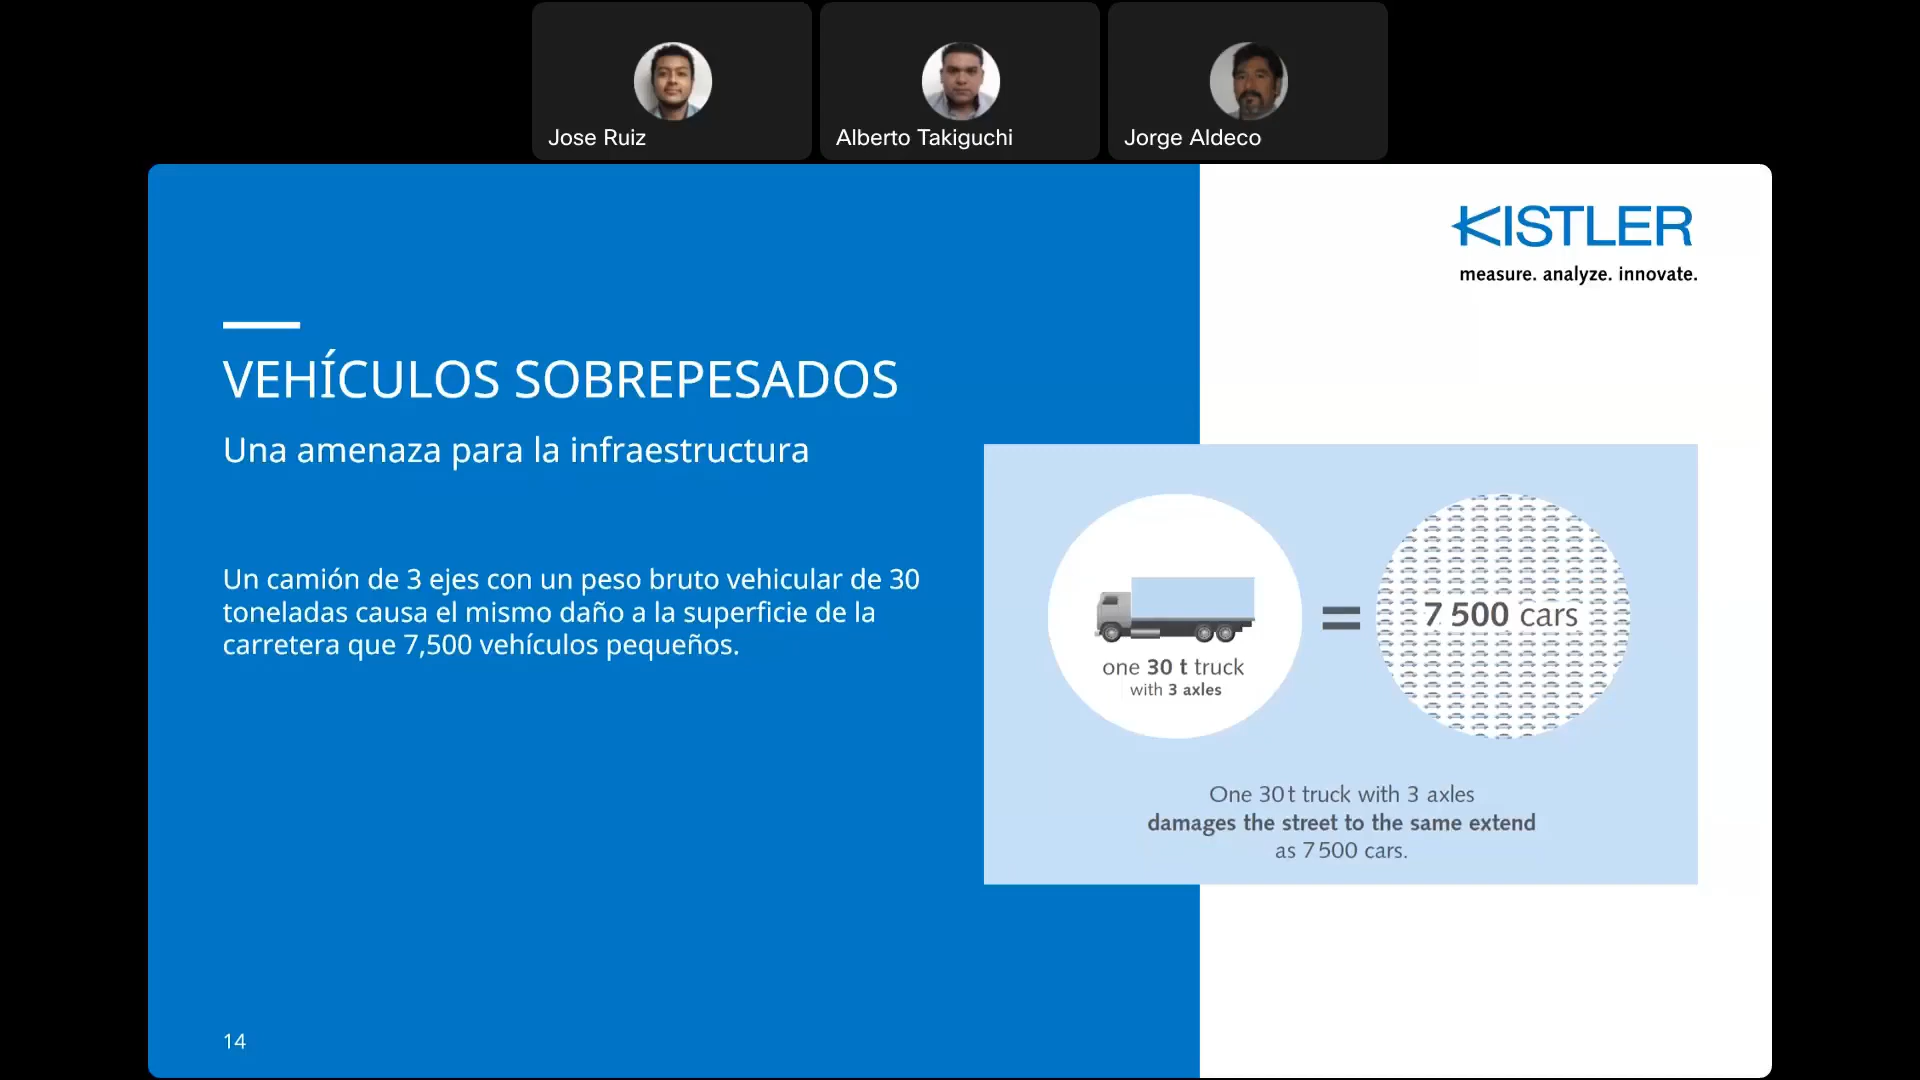 Jose Ruiz
Alberto Takiguchi
Jorge Aldeco
KISTLER
measure. analyze. innovate.
VEHÍCULOS SOBREPESADOS
Una amenaza para la infraestructura
Un camión de 3 ejes con un peso bruto vehicular de 30
toneladas causa el mismo daño a la superficie de la
carretera que 7,500 vehículos pequeños.
one 30 t truck
with 3 axles
=
7 500 cars
One 30 t truck with 3 axles
damages the street to the same extend
as 7 500 cars.
14